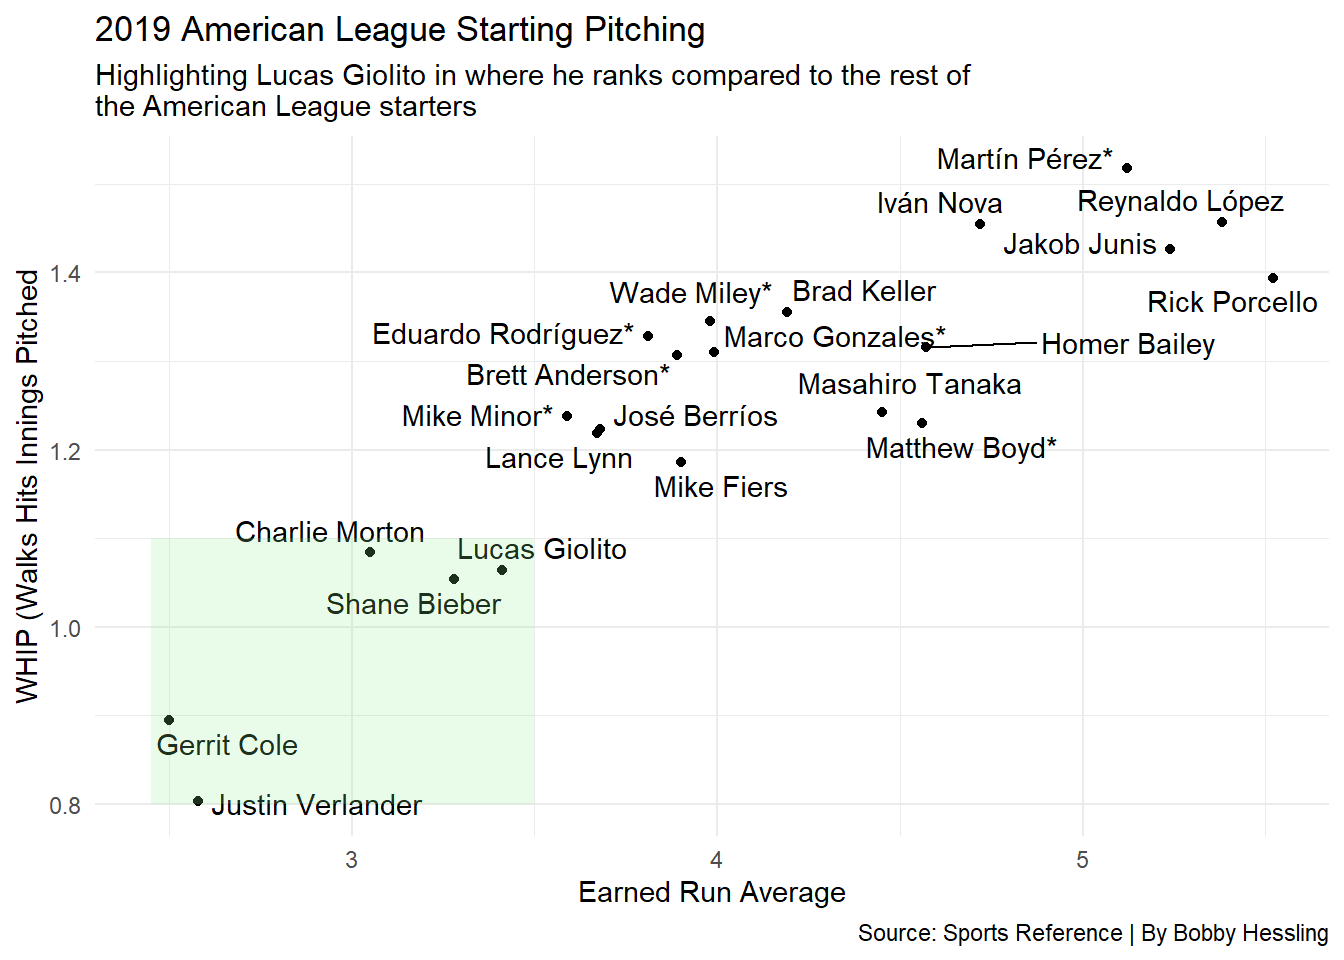 2019 American League Starting Pitching
Highlighting Lucas Giolito in where he ranks compared to the rest of
the American League starters
Martín Pérez*
Iván Nova
Reynaldo López
Jakob Junis
Rick Porcello
Wade Miley*
Brad Keller
Eduardo Rodríguez*
Marco Gonzales*
Homer Bailey
Brett Anderson*
Masahiro Tanaka
Mike Minor*
José Berríos
Matthew Boyd*
Lance Lynn
Mike Fiers
Charlie Morton
Lucas Giolito
Shane Bieber
Gerrit Cole
Justin Verlander
WHIP (Walks Hits Innings Pitched
1.4
1.2
1.0
0.8
3
4
5
Earned Run Average
Source: Sports Reference | By Bobby Hessling